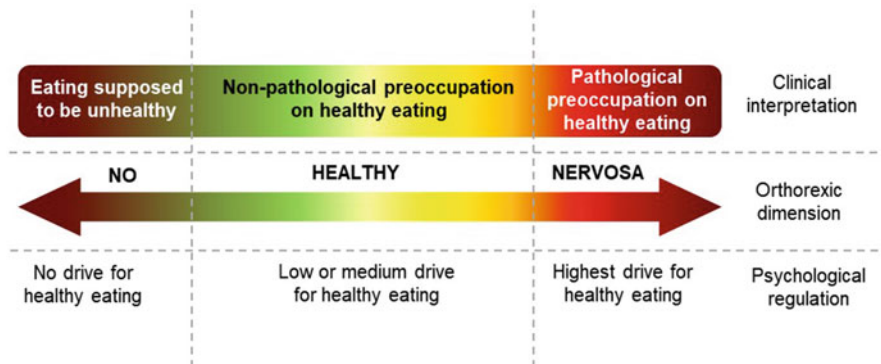 Eating supposed
to be unhealthy
Non-pathological preoccupation
on healthy eating
Pathological
preoccupation on
healthy eating
Clinical
interpretation
NO
HEALTHY
NERVOSA
Orthorexic
dimension
No drive for
healthy eating
Low or medium drive
for healthy eating
Highest drive for
healthy eating
Psychological
regulation